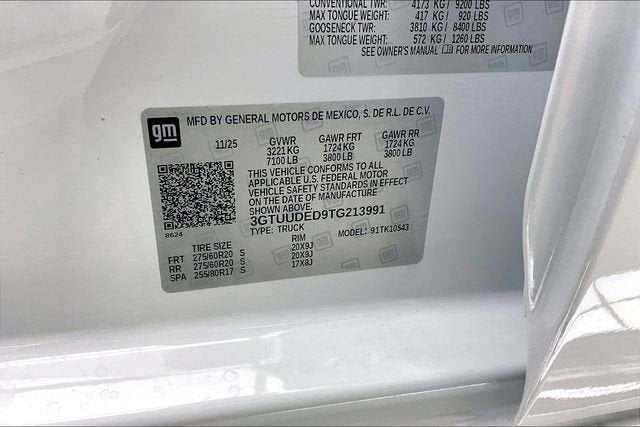 CONVENTIONAL TWR: 4173 KG / 9200 LBS
MAX TONGUE WEIGHT: 417 KG / 920 LBS
GOOSENECK TWR: 3810 KG / 8400 LBS
MAX TONGUE WEIGHT: 572 KG / 1260 LBS
SEE OWNER'S MANUAL FOR MORE INFORMATION
gm
MFD BY GENERAL MOTORS DE MEXICO, S. DE R.L. DE C.V.
11/25 GVWR GAWR FRT GAWR RR
3221 KG 1724 KG 1724 KG
7100 LB 3800 LB 3800 LB
THIS VEHICLE CONFORMS TO ALL
APPLICABLE U.S. FEDERAL MOTOR
VEHICLE SAFETY STANDARDS IN EFFECT
ON THE DATE OF MANUFACTURE
SHOWN ABOVE.
3GTUUDED9TG213991
8624
TYPE: TRUCK MODEL: 91TK10543
TIRE SIZE RIM
FRT 275/60R20 S 20X9J
RR 275/60R20 S 20X9J
SPA 255/80R17 S 17X8J